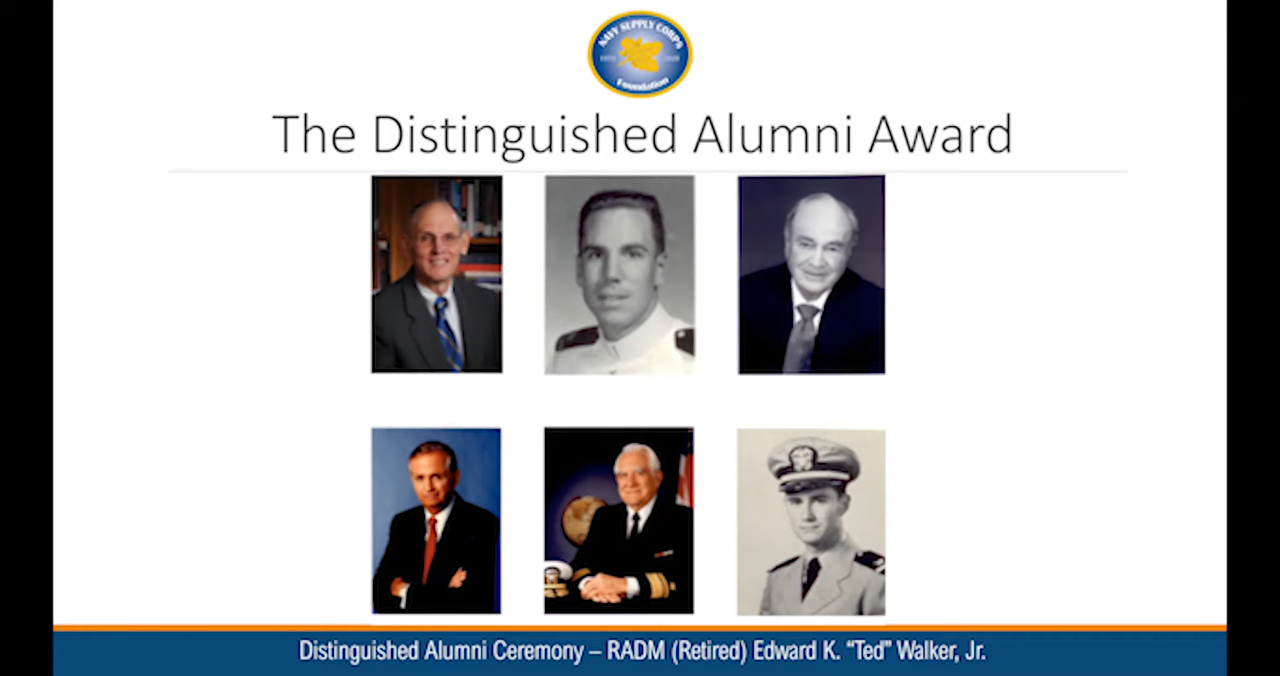 NAVY SUPPLY CORPS
Foundation
The Distinguished Alumni Award
Distinguished Alumni Ceremony – RADM (Retired) Edward K. “Ted” Walker, Jr.